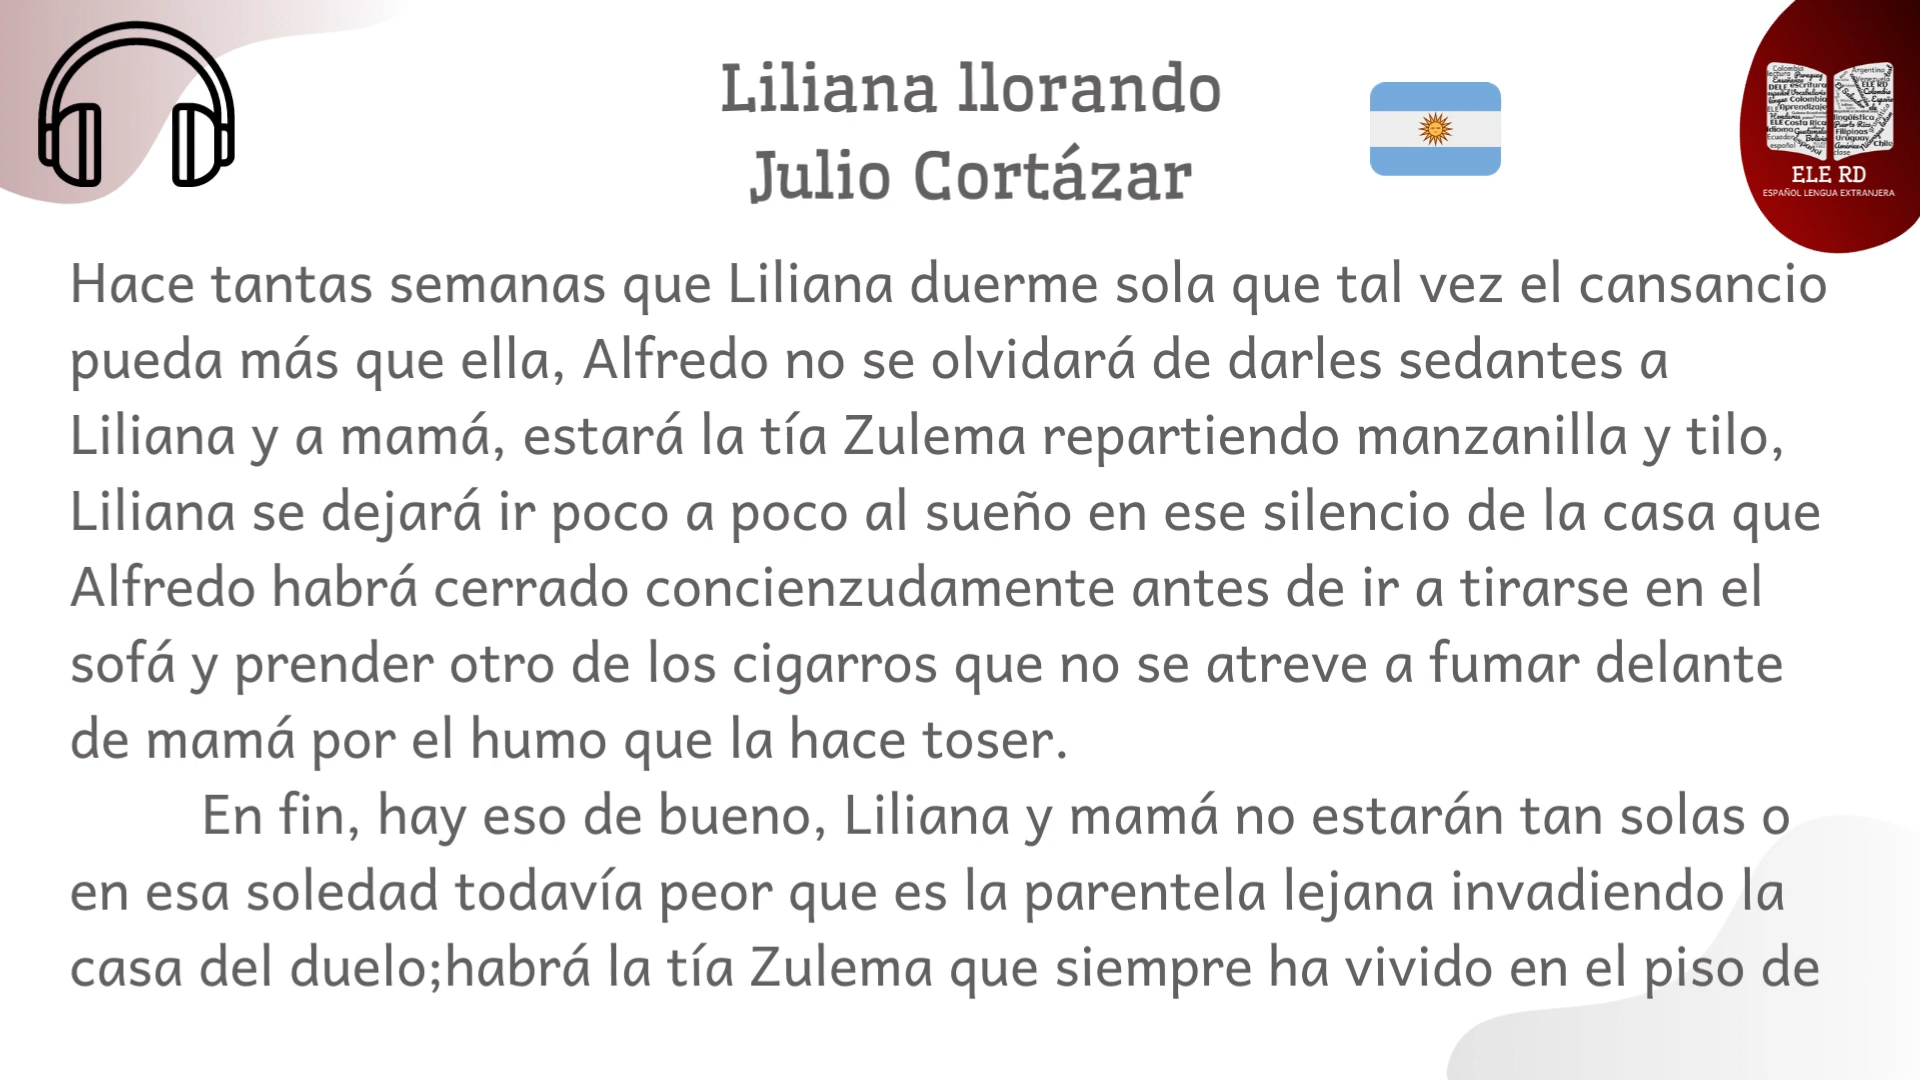 Liliana llorando
Julio Cortázar
ELE RD
ESPAÑOL LENGUA EXTRANJERA
Hace tantas semanas que Liliana duerme sola que tal vez el cansancio
pueda más que ella, Alfredo no se olvidará de darles sedantes a
Liliana y a mamá, estará la tía Zulema repartiendo manzanilla y tilo,
Liliana se dejará ir poco a poco al sueño en ese silencio de la casa que
Alfredo habrá cerrado concienzudamente antes de ir a tirarse en el
sofá y prender otro de los cigarros que no se atreve a fumar delante
de mamá por el humo que la hace toser.
En fin, hay eso de bueno, Liliana y mamá no estarán tan solas o
en esa soledad todavía peor que es la parentela lejana invadiendo la
casa del duelo;habrá la tía Zulema que siempre ha vivido en el piso de